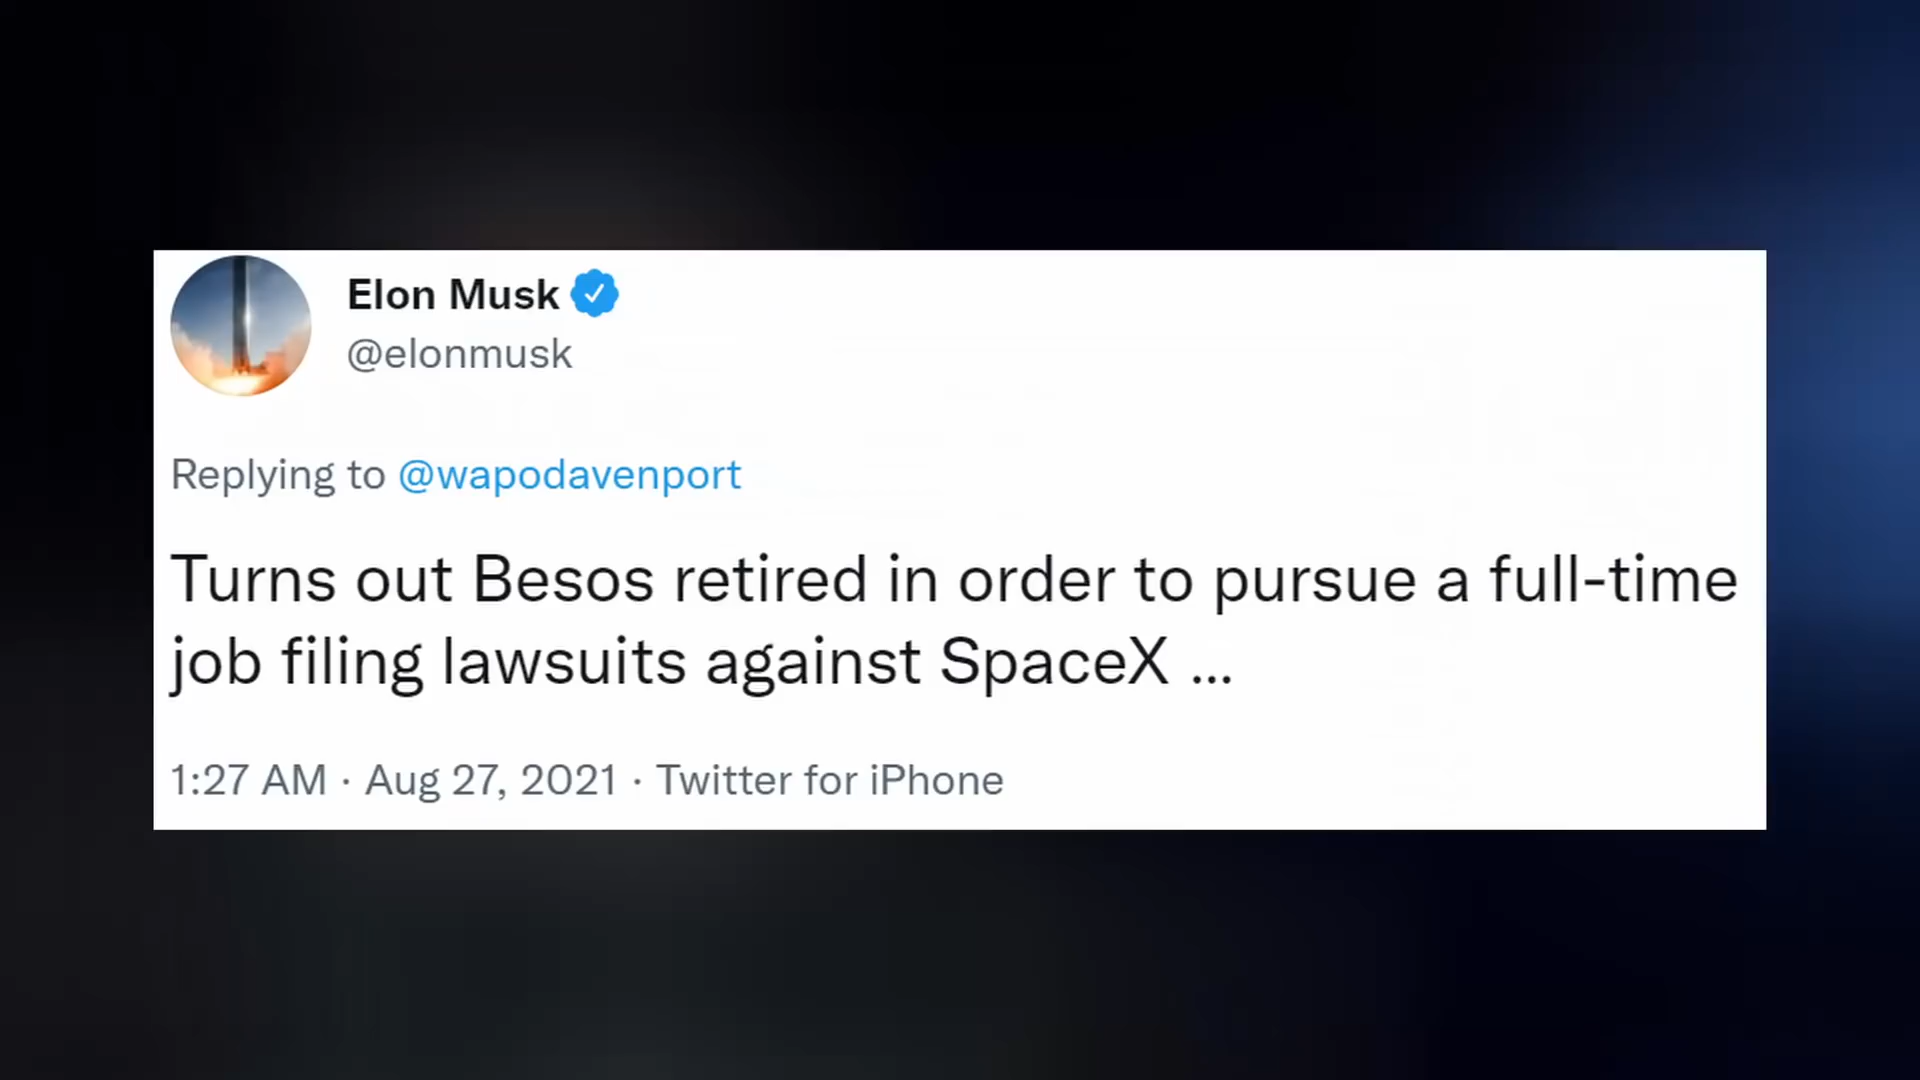 Elon Musk
@elonmusk
Replying to @wapodavenport
Turns out Besos retired in order to pursue a full-time
job filing lawsuits against SpaceX ...
1:27 AM · Aug 27, 2021 · Twitter for iPhone